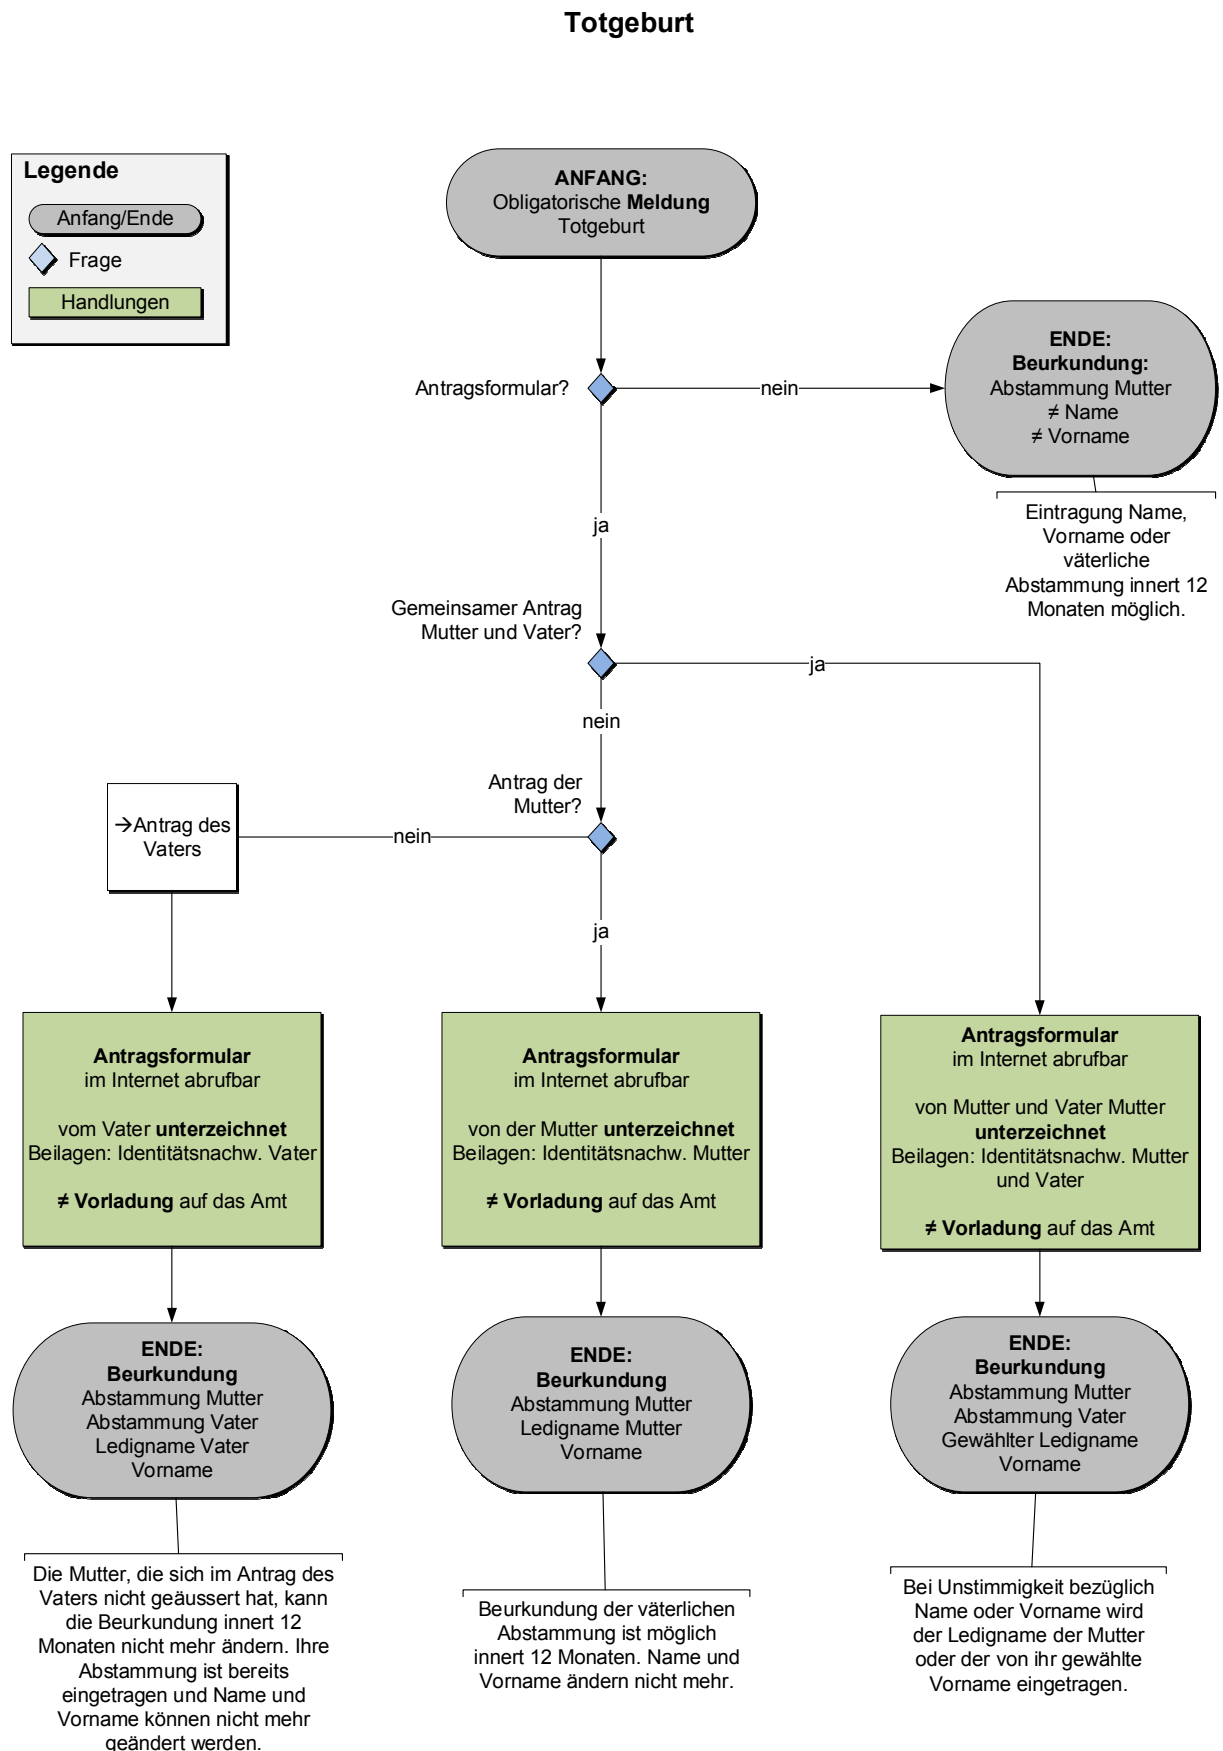 Totgeburt
Legende
Anfang/Ende
Frage
Handlungen
ANFANG:
Obligatorische Meldung
Totgeburt
Antragsformular?
nein
ENDE:
Beurkundung:
Abstammung Mutter
≠ Name
≠ Vorname
Eintragung Name,
Vorname oder
väterliche
Abstammung innert 12
Monaten möglich.
ja
Gemeinsamer Antrag
Mutter und Vater?
ja
nein
Antrag der
Mutter?
nein
→Antrag des
Vaters
ja
Antragsformular
im Internet abrufbar
vom Vater unterzeichnet
Beilagen: Identitätsnachw. Vater
≠ Vorladung auf das Amt
Antragsformular
im Internet abrufbar
von der Mutter unterzeichnet
Beilagen: Identitätsnachw. Mutter
≠ Vorladung auf das Amt
Antragsformular
im Internet abrufbar
von Mutter und Vater Mutter
unterzeichnet
Beilagen: Identitätsnachw. Mutter
und Vater
≠ Vorladung auf das Amt
ENDE:
Beurkundung
Abstammung Mutter
Abstammung Vater
Ledigname Vater
Vorname
ENDE:
Beurkundung
Abstammung Mutter
Ledigname Mutter
Vorname
ENDE:
Beurkundung
Abstammung Mutter
Abstammung Vater
Gewählter Ledigname
Vorname
Die Mutter, die sich im Antrag des
Vaters nicht geäussert hat, kann
die Beurkundung innert 12
Monaten nicht mehr ändern. Ihre
Abstammung ist bereits
eingetragen und Name und
Vorname können nicht mehr
geändert werden.
Beurkundung der väterlichen
Abstammung ist möglich
innert 12 Monaten. Name und
Vorname ändern nicht mehr.
Bei Unstimmigkeit bezüglich
Name oder Vorname wird
der Ledigname der Mutter
oder der von ihr gewählte
Vorname eingetragen.